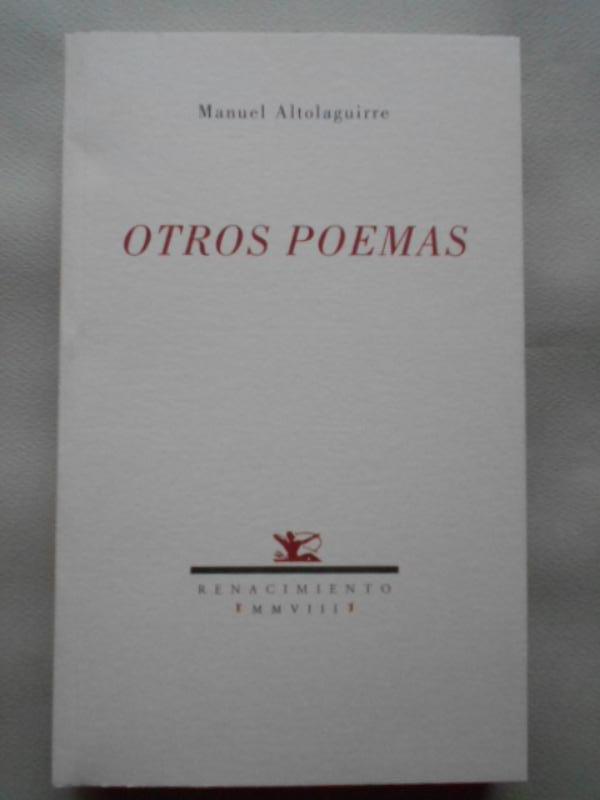 Manuel Altolaguirre
OTROS POEMAS
RENACIMIENTO
MMVIII